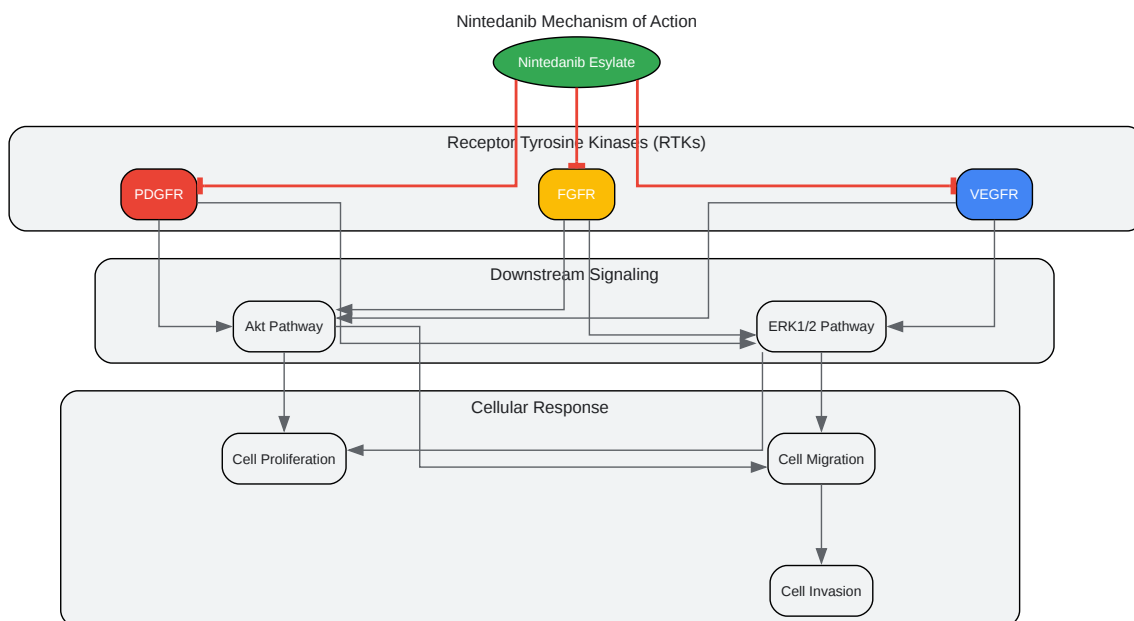 Nintedanib Mechanism of Action
Nintedanib Esylate
Receptor Tyrosine Kinases (RTKs)
PDGFR
FGFR
VEGFR
Downstream Signaling
Akt Pathway
ERK1/2 Pathway
Cellular Response
Cell Proliferation
Cell Migration
Cell Invasion